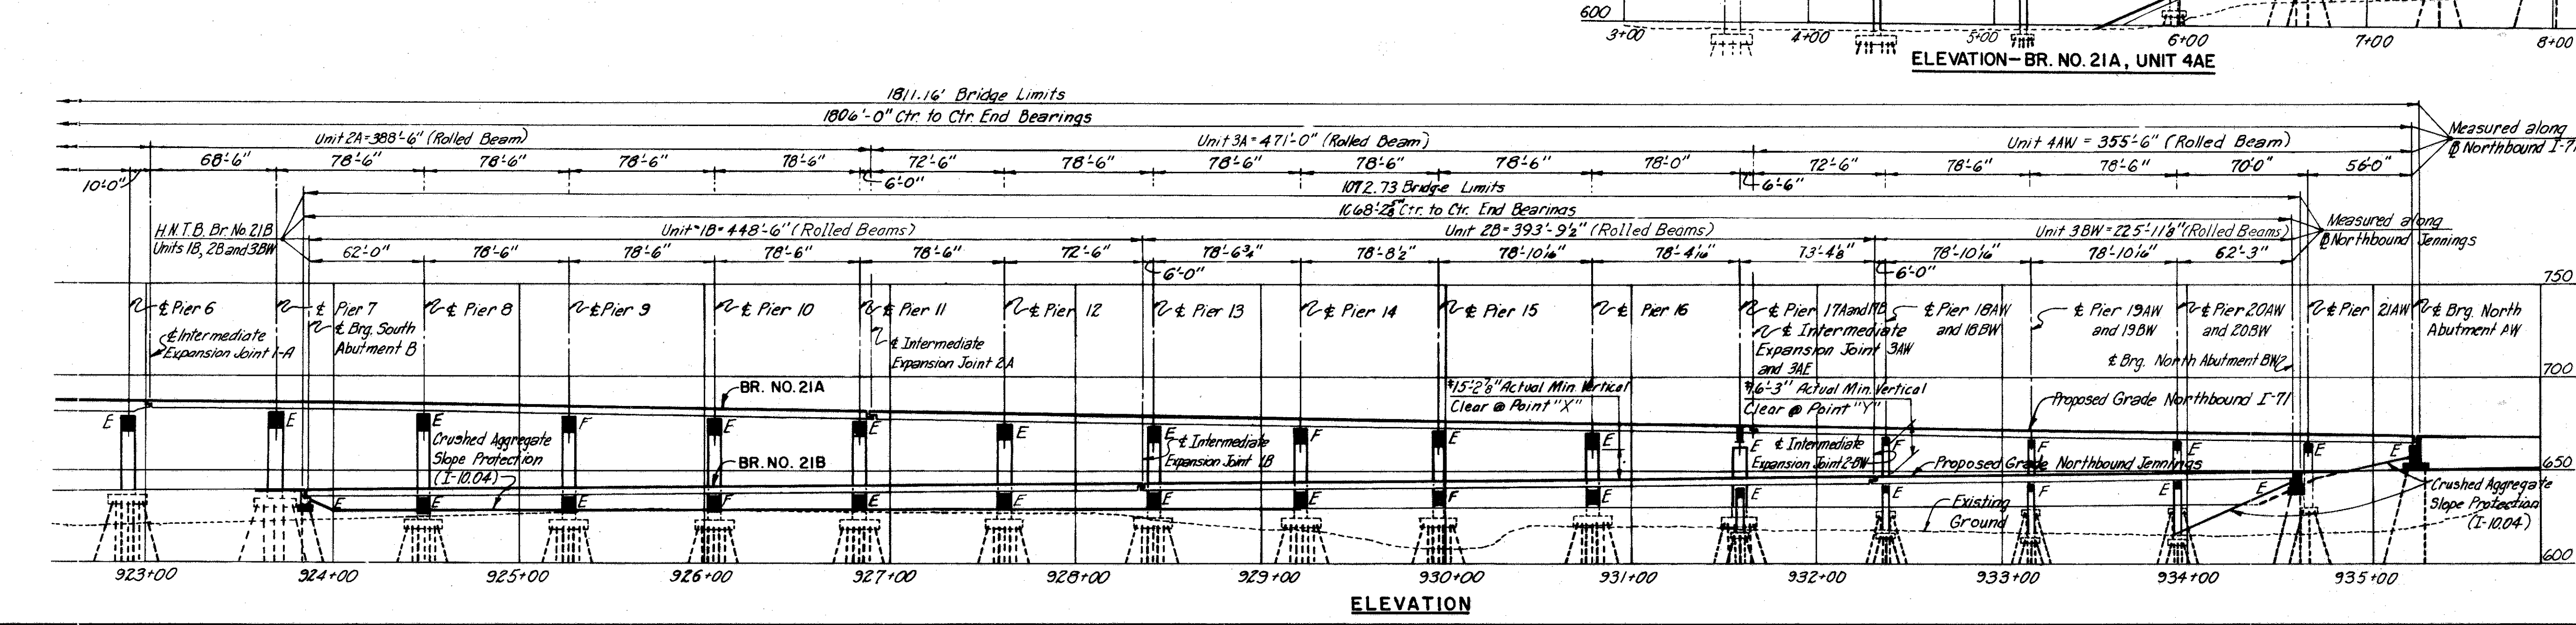 600
3+00 4+00 5+00 6+00 7+00 8+00
ELEVATION-BR. NO. 21A, UNIT 4AE
1811.16' Bridge Limits
1806'-0" Ctr. to Ctr. End Bearings
Unit 2A=388'-6" (Rolled Beam) Unit 3A=471'-0" (Rolled Beam) Unit 4AW = 355'-6" (Rolled Beam)
Measured along
℄ Northbound I-71
68'-6" 78'-6" 78'-6" 78'-6" 78'-6" 72'-6" 78'-6" 78'-6" 78'-6" 78'-6" 78'-0" 72'-6" 78'-6" 78'-6" 70'-0" 56'-0"
10'-0" 6'-0" 6'-6"
1072.73 Bridge Limits
Ctr. to Ctr. End Bearings
H.N.T.B. Br. No. 21B
Units 1B, 2B and 3BW
Unit 1B=448'-6" (Rolled Beams) Unit 2B=393'-9½" (Rolled Beams) Unit 3BW=225'-11⅛" (Rolled Beams)
Measured along
℄ Northbound Jennings
62'-0" 78'-6" 78'-6" 78'-6" 78'-6" 72'-6" 78'-6¾" 78'-8½" 73'-4⅛" 62'-3"
6'-0" 6'-0"
750
℄ Pier 6 ℄ Pier 7 ℄ Pier 8 ℄ Pier 9 ℄ Pier 10 ℄ Pier 11 ℄ Pier 12 ℄ Pier 13 ℄ Pier 14 ℄ Pier 15 ℄ Pier 16 ℄ Pier 17A and 17B ℄ Pier 18AW and 18BW ℄ Pier 19AW and 19BW ℄ Pier 20AW and 20BW ℄ Pier 21AW ℄ Brg. North Abutment AW
℄ Intermediate
Expansion Joint 1-A
℄ Brg. South
Abutment B
℄ Intermediate
Expansion Joint 2A
℄ Intermediate
Expansion Joint 3AW
and 3AE
℄ Brg. North Abutment BW
700
BR. NO. 21A
15'-2⅞" Actual Min. Vertical
Clear @ Point "X"
16'-3" Actual Min. Vertical
Clear @ Point "Y"
Proposed Grade Northbound I-71
E E E F E E E E F E E E F F E E E
Crushed Aggregate
Slope Protection
(I-10.04)
℄ Intermediate
Expansion Joint 1B
℄ Intermediate
Expansion Joint 2-BW
BR. NO. 21B
Proposed Grade Northbound Jennings
650
E E E F E E E E F E E E F E E
Existing
Ground
Crushed Aggregate
Slope Protection
(I-10.04)
600
923+00 924+00 925+00 926+00 927+00 928+00 929+00 930+00 931+00 932+00 933+00 934+00 935+00
ELEVATION